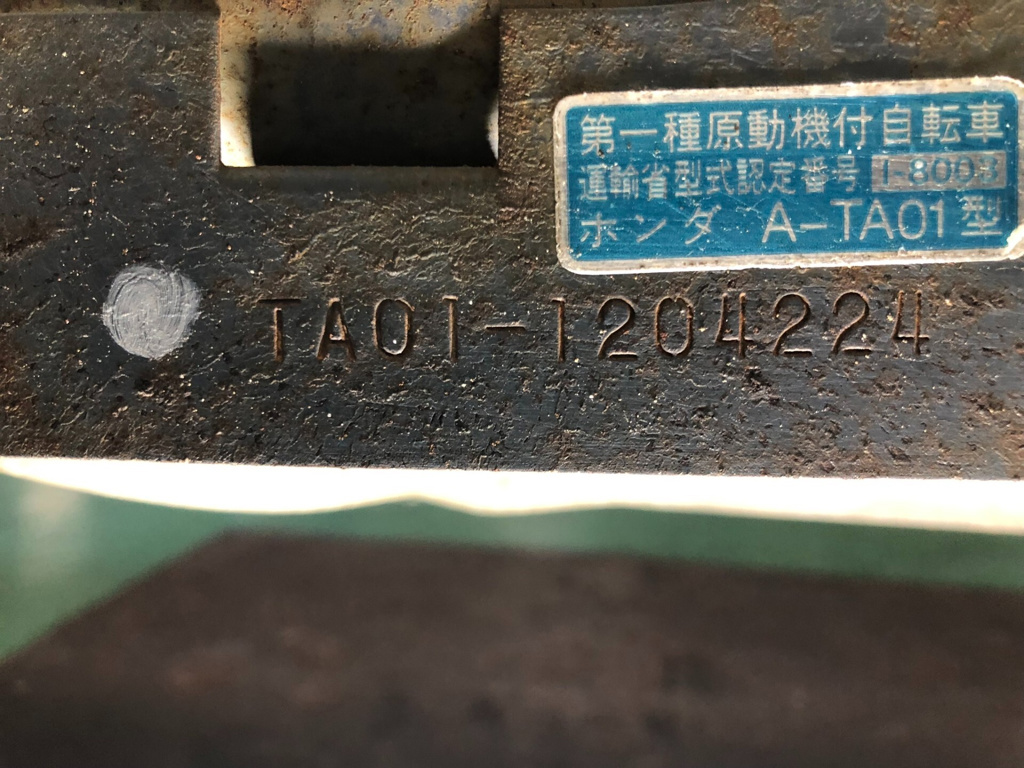 第一種原動機付自転車
運輸省型式認定番号
ホンダ A-TA01型
TA01-1204224